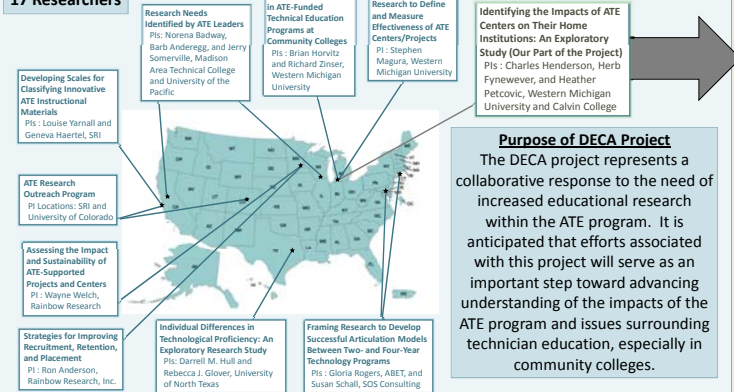 17 Researchers
Research Needs
Identified by ATE Leaders
PIs: Norena Badway,
Barb Anderegg, and Jerry
Somerville, Madison
Area Technical College
and University of the
Pacific
in ATE-Funded
Technical Education
Programs at
Community Colleges
PIs : Brian Horvitz
and Richard Zinser,
Western Michigan
University
Research to Define
and Measure
Effectiveness of ATE
Centers/Projects
PI : Stephen
Magura, Western
Michigan University
Identifying the Impacts of ATE
Centers on Their Home
Institutions: An Exploratory
Study (Our Part of the Project)
PIs : Charles Henderson, Herb
Fynewever, and Heather
Petcovic, Western Michigan
University and Calvin College
Developing Scales for
Classifying Innovative
ATE Instructional
Materials
PIs : Louise Yarnall and
Geneva Haertel, SRI
ATE Research
Outreach Program
PI Locations: SRI and
University of Colorado
Assessing the Impact
and Sustainability of
ATE-Supported
Projects and Centers
PI : Wayne Welch,
Rainbow Research
Strategies for Improving
Recruitment, Retention,
and Placement
PI : Ron Anderson,
Rainbow Research, Inc.
Individual Differences in
Technological Proficiency: An
Exploratory Research Study
PIs: Darrell M. Hull and
Rebecca J. Glover, University
of North Texas
Framing Research to Develop
Successful Articulation Models
Between Two- and Four-Year
Technology Programs
PIs : Gloria Rogers, ABET, and
Susan Schall, SOS Consulting
Purpose of DECA Project
The DECA project represents a
collaborative response to the need of
increased educational research
within the ATE program. It is
anticipated that efforts associated
with this project will serve as an
important step toward advancing
understanding of the impacts of the
ATE program and issues surrounding
technician education, especially in
community colleges.